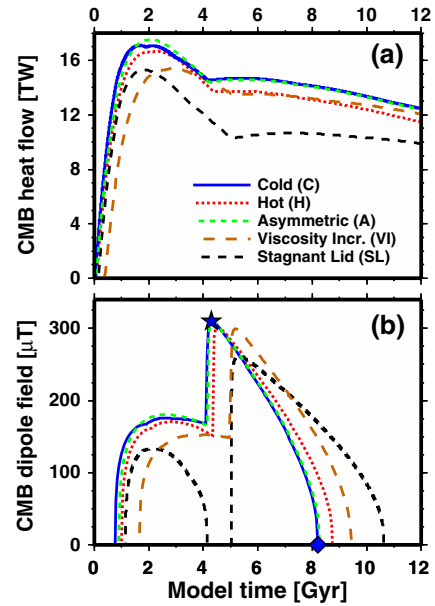 0 2 4 6 8 10 12
CMB heat flow [TW]
16
12
8
4
0
(a)
Cold (C)
Hot (H)
Asymmetric (A)
Viscosity Incr. (VI)
Stagnant Lid (SL)
CMB dipole field [μT]
300
200
100
0
(b)
0 2 4 6 8 10 12
Model time [Gyr]